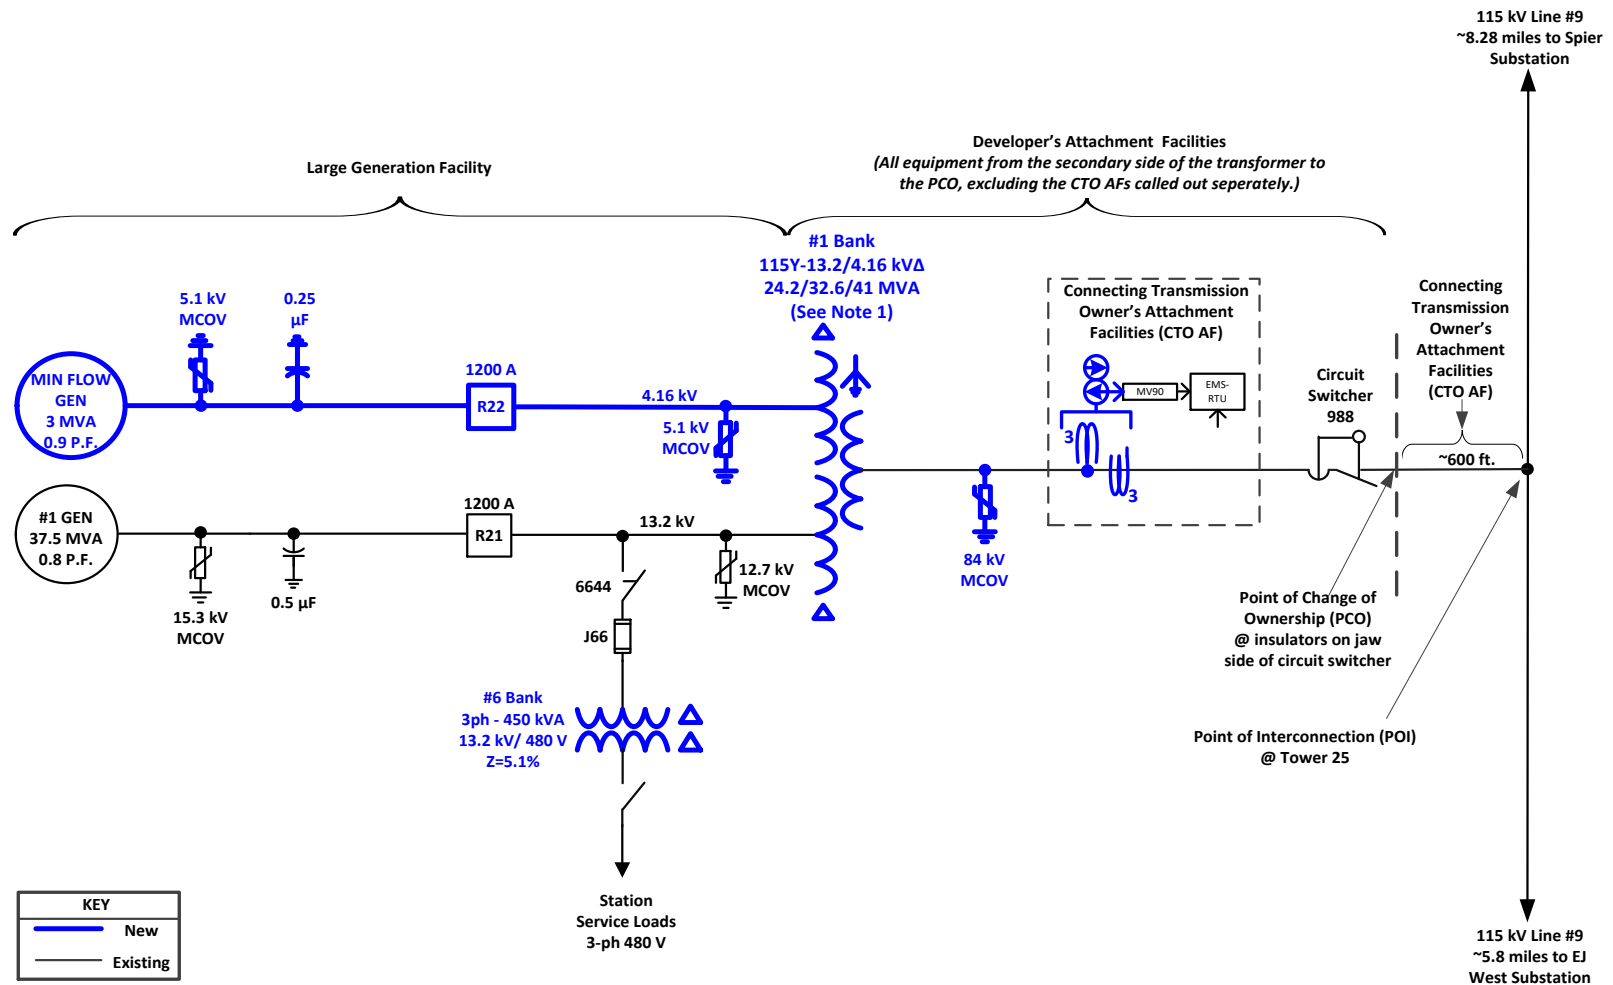 115 kV Line #9
~8.28 miles to Spier
Substation
Developer's Attachment Facilities
(All equipment from the secondary side of the transformer to
the PCO, excluding the CTO AFs called out seperately.)
Large Generation Facility
#1 Bank
115Y-13.2/4.16 kVΔ
24.2/32.6/41 MVA
(See Note 1)
5.1 kV
MCOV
0.25
µF
Connecting Transmission
Owner's Attachment
Facilities (CTO AF)
Connecting
Transmission
Owner's
Attachment
Facilities
(CTO AF)
MIN FLOW
GEN
3 MVA
0.9 P.F.
1200 A
R22
4.16 kV
5.1 kV
MCOV
MV90
EMS-
RTU
Circuit
Switcher
988
3
3
~600 ft.
#1 GEN
37.5 MVA
0.8 P.F.
1200 A
R21
13.2 kV
15.3 kV
MCOV
0.5 µF
6644
12.7 kV
MCOV
84 kV
MCOV
J66
Point of Change of
Ownership (PCO)
@ insulators on jaw
side of circuit switcher
#6 Bank
3ph - 450 kVA
13.2 kV/ 480 V
Z=5.1%
Point of Interconnection (POI)
@ Tower 25
Station
Service Loads
3-ph 480 V
KEY
New
Existing
115 kV Line #9
~5.8 miles to EJ
West Substation